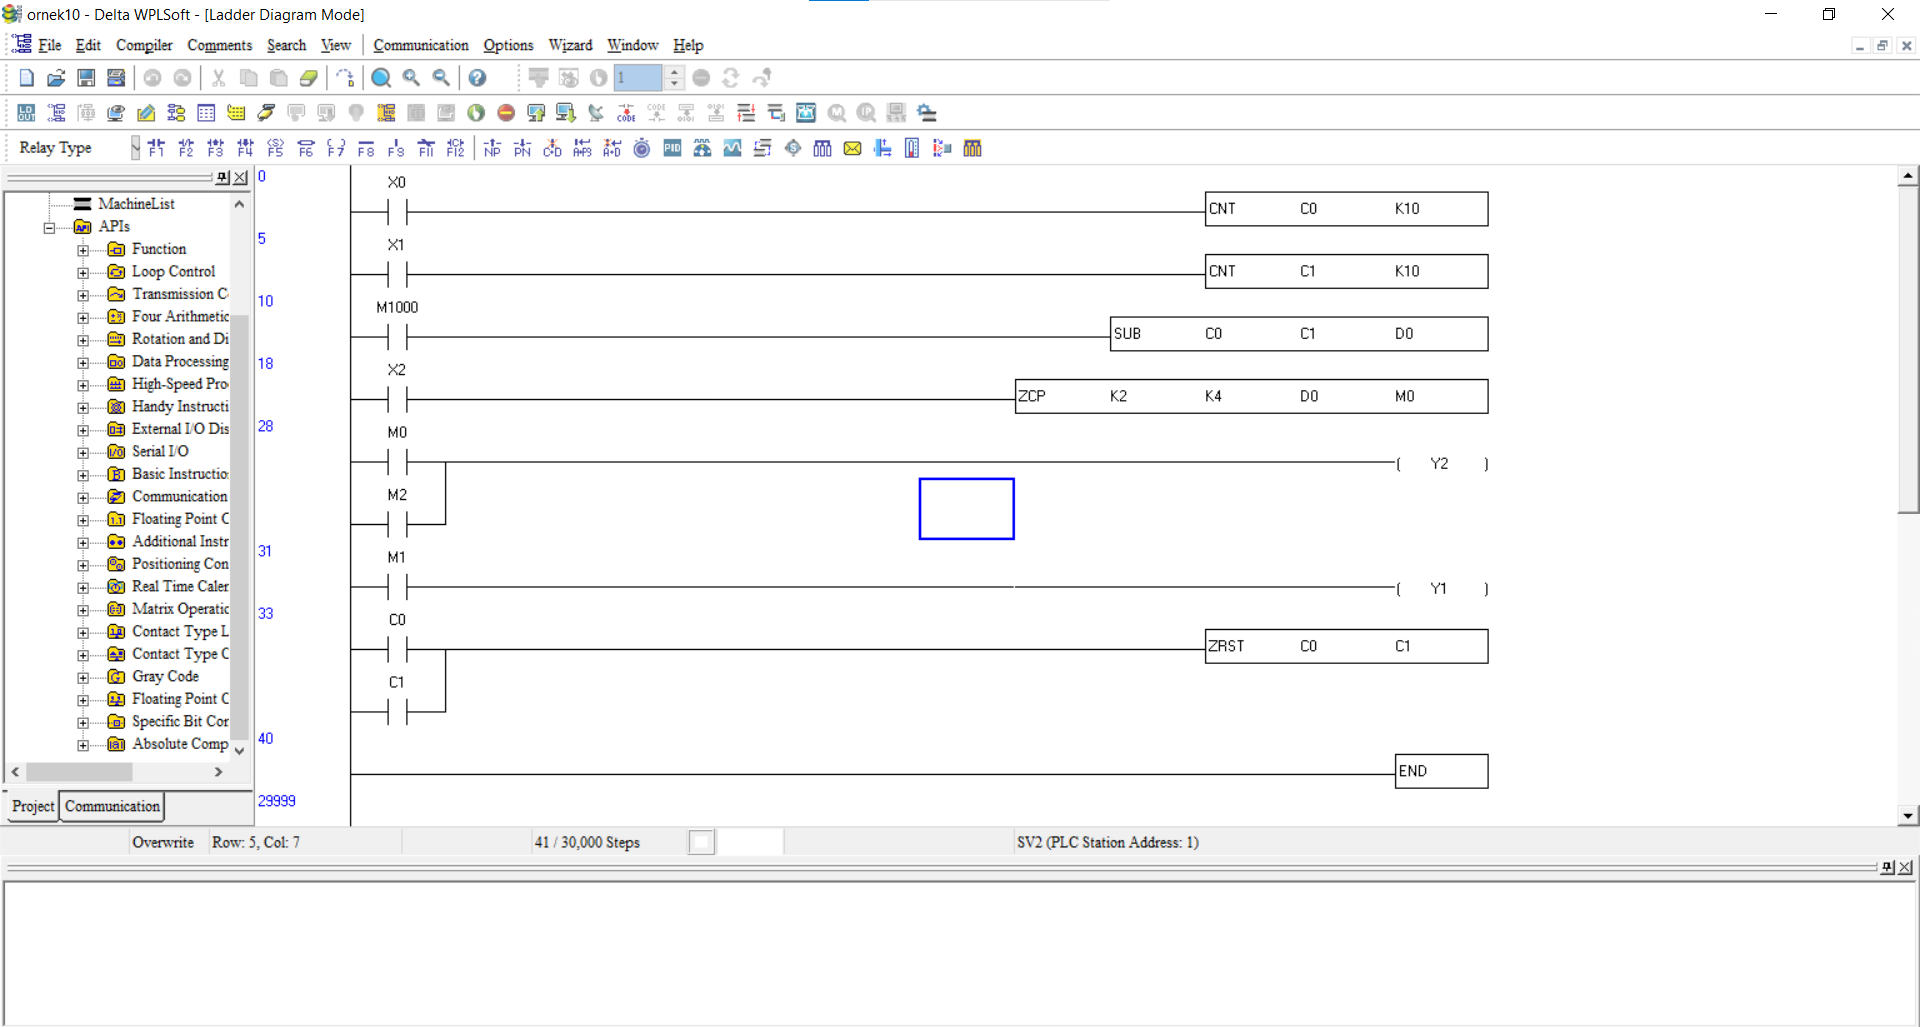 ornek10 - Delta WPLSoft - [Ladder Diagram Mode]
File Edit Compiler Comments Search View Communication Options Wizard Window Help
1
LD OUT CODE CODE
Relay Type F1 F2 F3 F4 F5 F6 F7 F8 F9 F11 F12 NP PN C+D A+P3 A+D PID
MachineList
APIs
Function
Loop Control
Transmission C
Four Arithmetic
Rotation and Di
Data Processing
High-Speed Pro
Handy Instructi
External I/O Dis
Serial I/O
Basic Instructio
Communication
Floating Point C
Additional Instr
Positioning Con
Real Time Caler
Matrix Operatic
Contact Type L
Contact Type C
Gray Code
Floating Point C
Specific Bit Cor
Absolute Comp
Project Communication
0
X0
CNT C0 K10
5
X1
CNT C1 K10
10
M1000
SUB C0 C1 D0
18
X2
ZCP K2 K4 D0 M0
28
M0
Y2
M2
31
M1
Y1
33
C0
ZRST C0 C1
C1
40
END
29999
Overwrite Row: 5, Col: 7 41 / 30,000 Steps SV2 (PLC Station Address: 1)